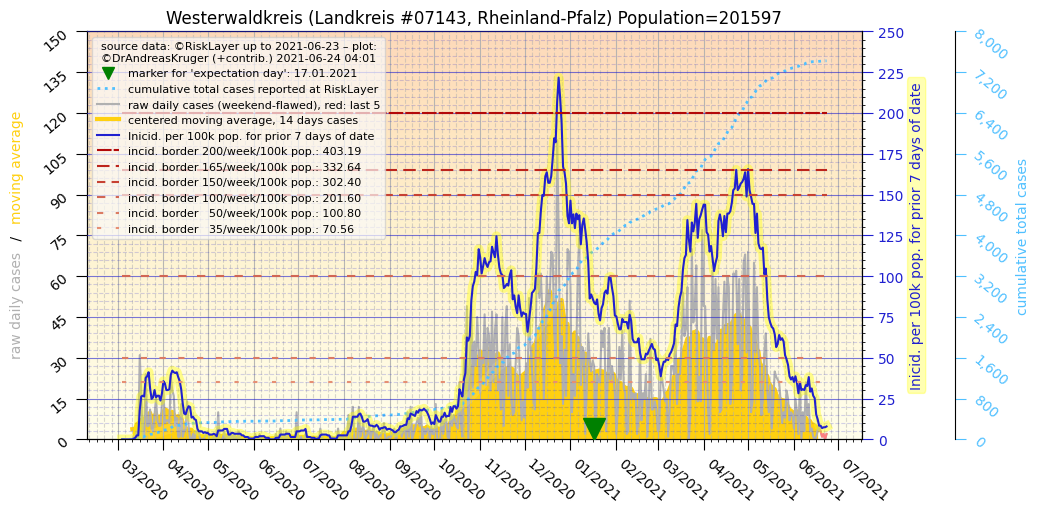 Westerwaldkreis (Landkreis #07143, Rheinland-Pfalz) Population=201597
source data: ©RiskLayer up to 2021-06-23 – plot:
©DrAndreasKruger (+contrib.) 2021-06-24 04:01
marker for 'expectation day': 17.01.2021
cumulative total cases reported at RiskLayer
raw daily cases (weekend-flawed), red: last 5
centered moving average, 14 days cases
Inicid. per 100k pop. for prior 7 days of date
incid. border 200/week/100k pop.: 403.19
incid. border 165/week/100k pop.: 332.64
incid. border 150/week/100k pop.: 302.40
incid. border 100/week/100k pop.: 201.60
incid. border 50/week/100k pop.: 100.80
incid. border 35/week/100k pop.: 70.56
raw daily cases / moving average
150
135
120
105
90
75
60
45
30
15
0
03/2020
04/2020
05/2020
06/2020
07/2020
08/2020
09/2020
10/2020
11/2020
12/2020
01/2021
02/2021
03/2021
04/2021
05/2021
06/2021
07/2021
250
225
200
175
150
125
100
75
50
25
0
Inicid. per 100k pop. for prior 7 days of date
8,000
7,200
6,400
5,600
4,800
4,000
3,200
2,400
1,600
800
0
cumulative total cases